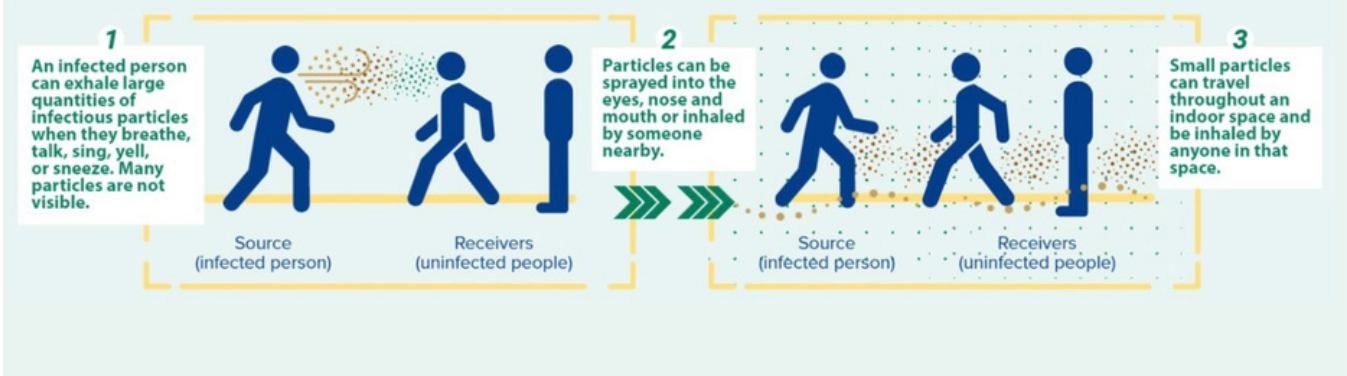 1
An infected person
can exhale large
quantities of
infectious particles
when they breathe,
talk, sing, yell,
or sneeze. Many
particles are not
visible.
Source
(infected person)
Receivers
(uninfected people)
2
Particles can be
sprayed into the
eyes, nose and
mouth or inhaled
by someone
nearby.
Source
(infected person)
Receivers
(uninfected people)
3
Small particles
can travel
throughout an
indoor space and
be inhaled by
anyone in that
space.